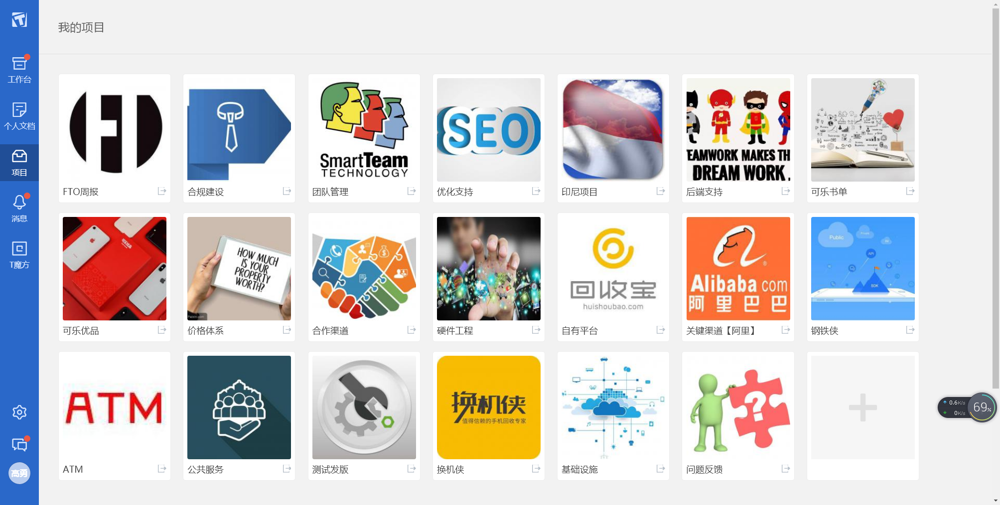 我的项目
工作台
个人文档
项目
消息
T魔方
高勇
SmartTeam
TECHNOLOGY
SEO
EAMWORK MAKES TH
DREAM WORK.
FTO周报
合规建设
团队管理
优化支持
印尼项目
后端支持
可乐书单
HOW MUCH
IS YOUR
PROPERTY
WORTH?
回收宝
huishoubao.com
Alibaba com
阿里巴巴
Public
Private
API
SDK
可乐优品
价格体系
合作渠道
硬件工程
自有平台
关键渠道【阿里】
钢铁侠
ATM
换机侠
值得信赖的手机回收专家
?
0.6K/s
0K/s
69%
ATM
公共服务
测试发版
换机侠
基础设施
问题反馈